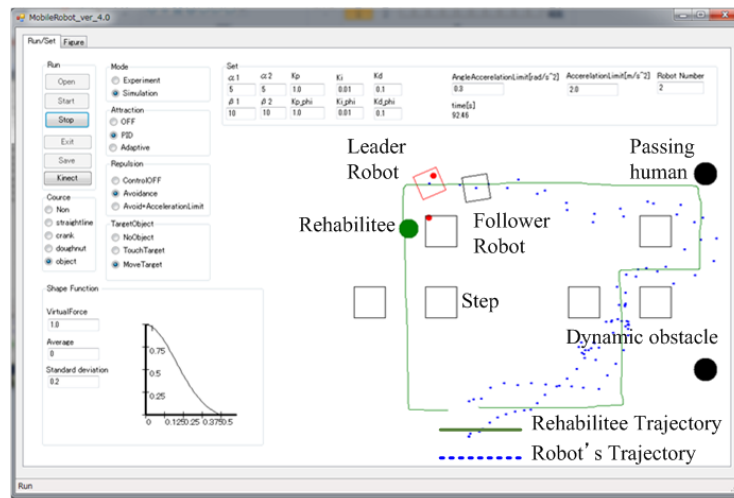 MobileRobot_ver_4.0
Run/Set Figure
Run
Open
Start
Stop
Exit
Save
Kinect
Cource
Non
straightline
crank
doughnut
object
Mode
Experiment
Simulation
Attraction
OFF
PID
Adaptive
Repulsion
ControlOFF
Avoidance
Avoid+AccelerationLimit
TargetObject
NoObject
TouchTarget
MoveTarget
Set
α1 α2 Kp Ki Kd
5 5 1.0 0.01 0.1
β1 β2 Kp_phi Ki_phi Kd_phi
10 10 1.0 0.01 0.1
AngleAccerelationLimit[rad/s^2] AccerelationLimit[m/s^2] Robot Number
0.3 2.0 2
time[s]
92.46
Leader
Robot
Passing
human
Rehabilitee
Follower
Robot
Step
Dynamic obstacle
Rehabilitee Trajectory
Robot's Trajectory
Shape Function
VirtualForce
1.0
Average
0
Standard deviation
0.2
1
0.75
0.5
0.25
0 0.125 0.25 0.375 0.5
Run